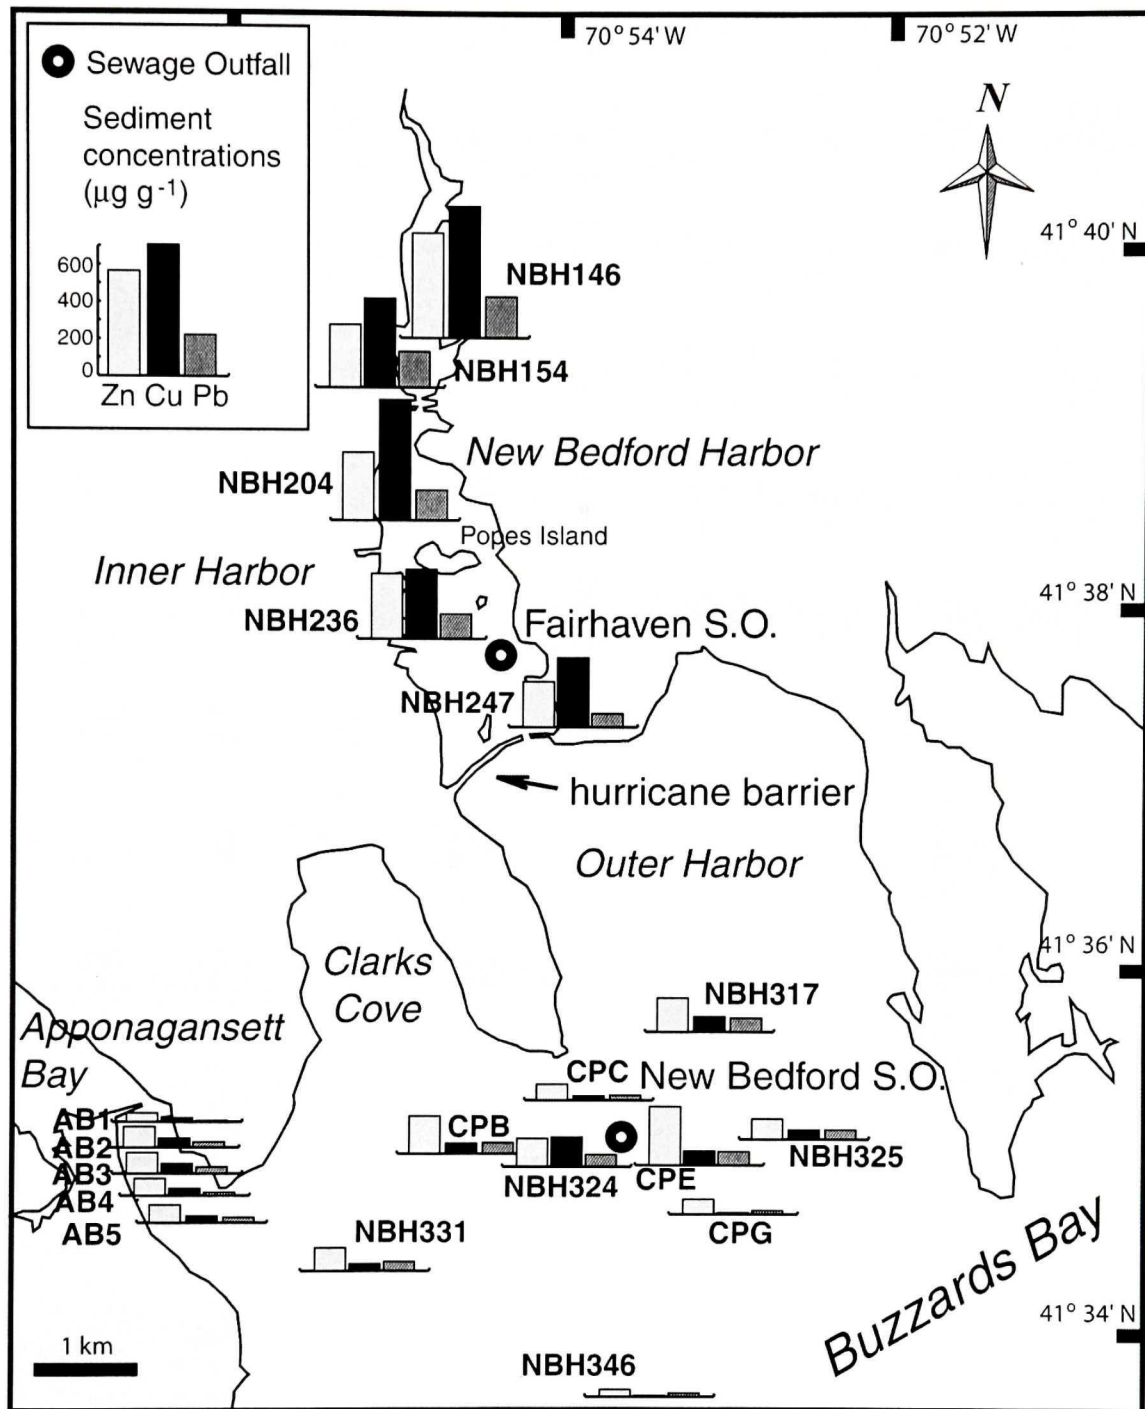 70° 54' W
70° 52' W
Sewage Outfall
Sediment
concentrations
(μg g⁻¹)
600
400
200
0
Zn Cu Pb
N
41° 40' N
NBH146
NBH154
New Bedford Harbor
NBH204
Popes Island
Inner Harbor
41° 38' N
NBH236
Fairhaven S.O.
NBH247
hurricane barrier
Outer Harbor
Clarks
Cove
41° 36' N
NBH317
Apponagansett
Bay
CPC
New Bedford S.O.
AB1
AB2
AB3
AB4
AB5
CPB
NBH324
CPE
NBH325
CPG
NBH331
Buzzards Bay
41° 34' N
1 km
NBH346